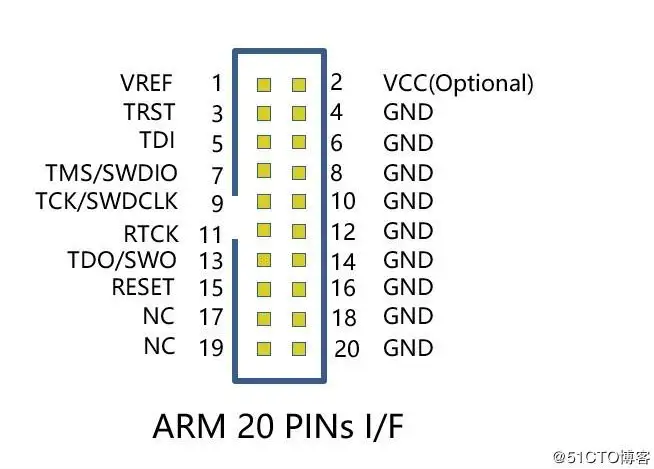 VREF 1 2 VCC(Optional)
TRST 3 4 GND
TDI 5 6 GND
TMS/SWDIO 7 8 GND
TCK/SWDCLK 9 10 GND
RTCK 11 12 GND
TDO/SWO 13 14 GND
RESET 15 16 GND
NC 17 18 GND
NC 19 20 GND
ARM 20 PINs I/F
@51CTO博客